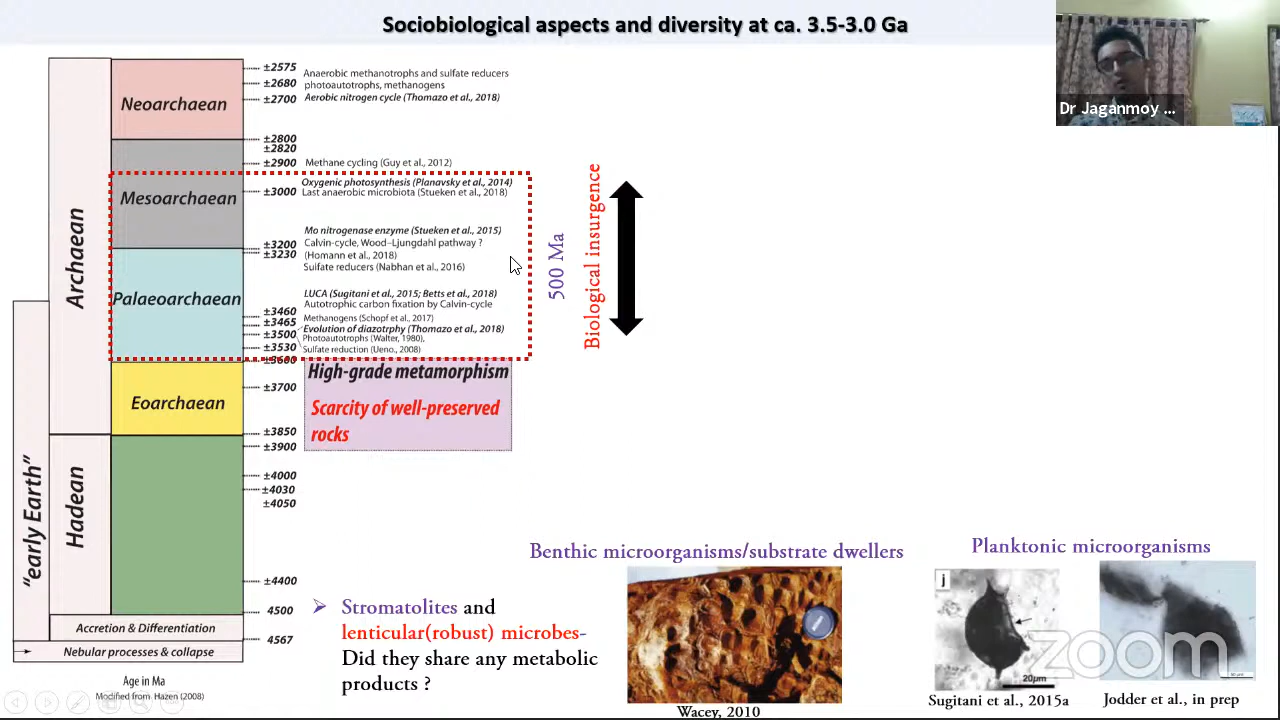 Sociobiological aspects and diversity at ca. 3.5-3.0 Ga
Dr Jaganmoy ...
"early Earth"
Archaean
Hadean
Neoarchaean
Mesoarchaean
Palaeoarchaean
Eoarchaean
Accretion & Differentiation
Nebular processes & collapse
Age in Ma
Modified from Hazen (2008)
±2575
±2680
±2700
±2800
±2820
±2900
±3000
±3200
±3230
±3460
±3465
±3500
±3530
±3600
±3700
±3850
±3900
±4000
±4030
±4050
±4400
4500
4567
Anaerobic methanotrophs and sulfate reducers
photoautotrophs, methanogens
Aerobic nitrogen cycle (Thomazo et al., 2018)
Methane cycling (Guy et al., 2012)
Oxygenic photosynthesis (Planavsky et al., 2014)
Last anaerobic microbiota (Stueken et al., 2018)
Mo nitrogenase enzyme (Stueken et al., 2015)
Calvin-cycle, Wood–Ljungdahl pathway ?
(Homann et al., 2018)
Sulfate reducers (Nabhan et al., 2016)
LUCA (Sugitani et al., 2015; Betts et al., 2018)
Autotrophic carbon fixation by Calvin-cycle
Methanogens (Schopf et al., 2017)
Evolution of diazotrphy (Thomazo et al., 2018)
Photoautotrophs (Walter, 1980),
Sulfate reduction (Ueno., 2008)
High-grade metamorphism
Scarcity of well-preserved
rocks
500 Ma
Biological insurgence
Stromatolites and
lenticular(robust) microbes-
Did they share any metabolic
products ?
Benthic microorganisms/substrate dwellers
Wacey, 2010
Planktonic microorganisms
j
20µm
Sugitani et al., 2015a
Jodder et al., in prep
zoom